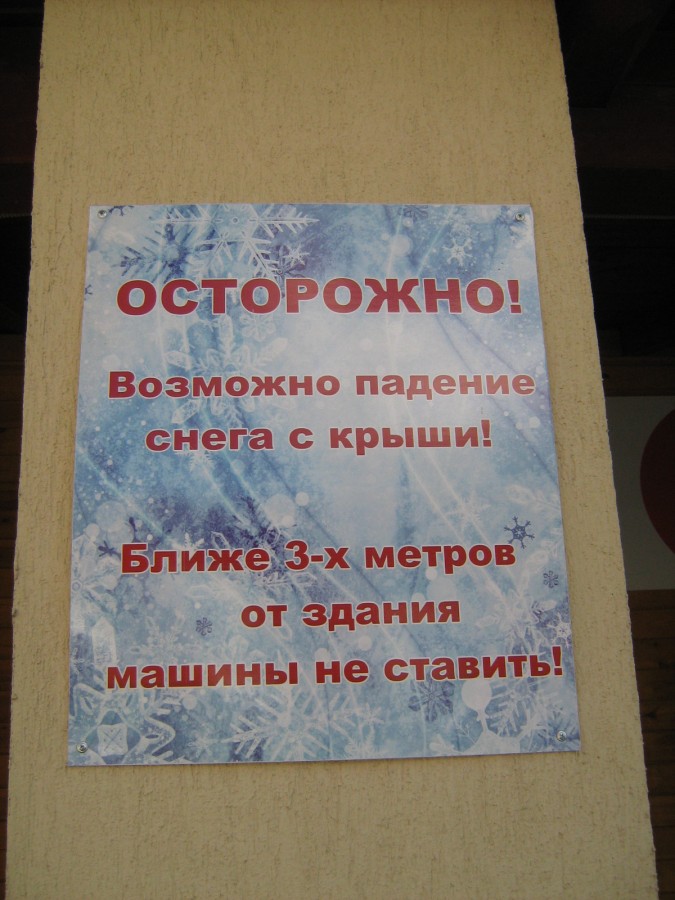 ОСТОРОЖНО!
Возможно падение
снега с крыши!
Ближе 3-х метров
от здания
машины не ставить!